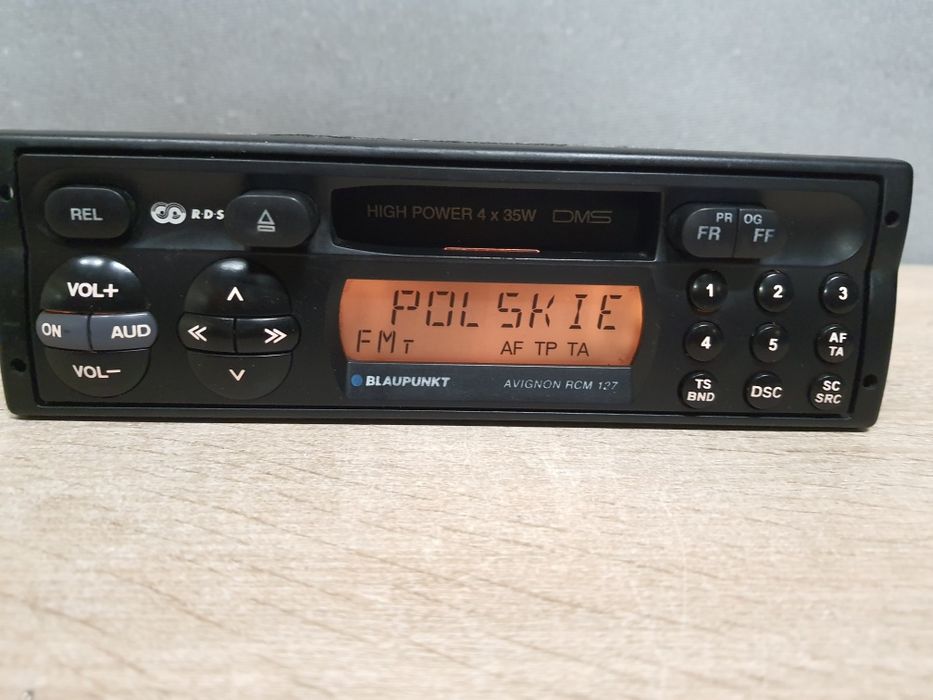 REL
R·D·S
HIGH POWER 4 x 35W DMS
PR OG
FR FF
VOL+
ON AUD
VOL−
POLSKIE
FMT
AF TP TA
BLAUPUNKT
AVIGNON RCM 127
1 2 3
4 5 AF
TA
TS
BND
DSC
SC
SRC